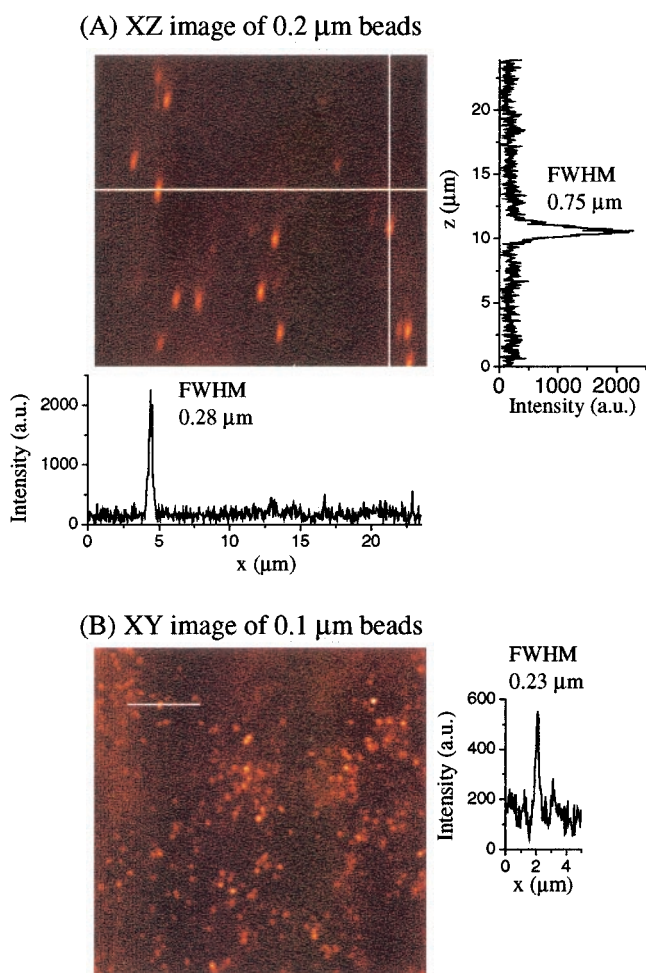 (A) XZ image of 0.2 µm beads
20
15
10
5
0
z (µm)
FWHM
0.75 µm
0 1000 2000
Intensity (a.u.)
2000
1000
0
Intensity (a.u.)
FWHM
0.28 µm
0 5 10 15 20
x (µm)
(B) XY image of 0.1 µm beads
FWHM
0.23 µm
600
400
200
0
Intensity (a.u.)
0 2 4
x (µm)